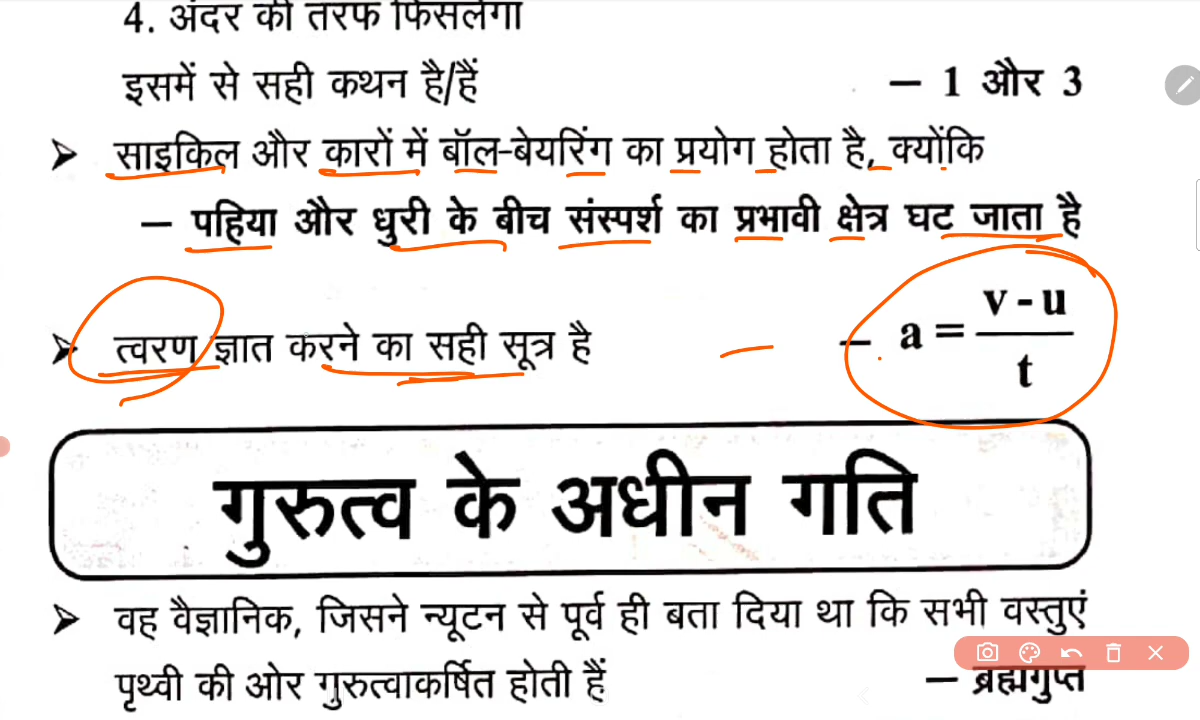 4. अंदर की तरफ फिसलेगा
इसमें से सही कथन है/हैं – 1 और 3
➤ साइकिल और कारों में बॉल-बेयरिंग का प्रयोग होता है, क्योंकि
– पहिया और धुरी के बीच संस्पर्श का प्रभावी क्षेत्र घट जाता है
➤ त्वरण ज्ञात करने का सही सूत्र है – a = (v - u) / t
गुरुत्व के अधीन गति
➤ वह वैज्ञानिक, जिसने न्यूटन से पूर्व ही बता दिया था कि सभी वस्तुएं
पृथ्वी की ओर गुरुत्वाकर्षित होती हैं – ब्रह्मगुप्त